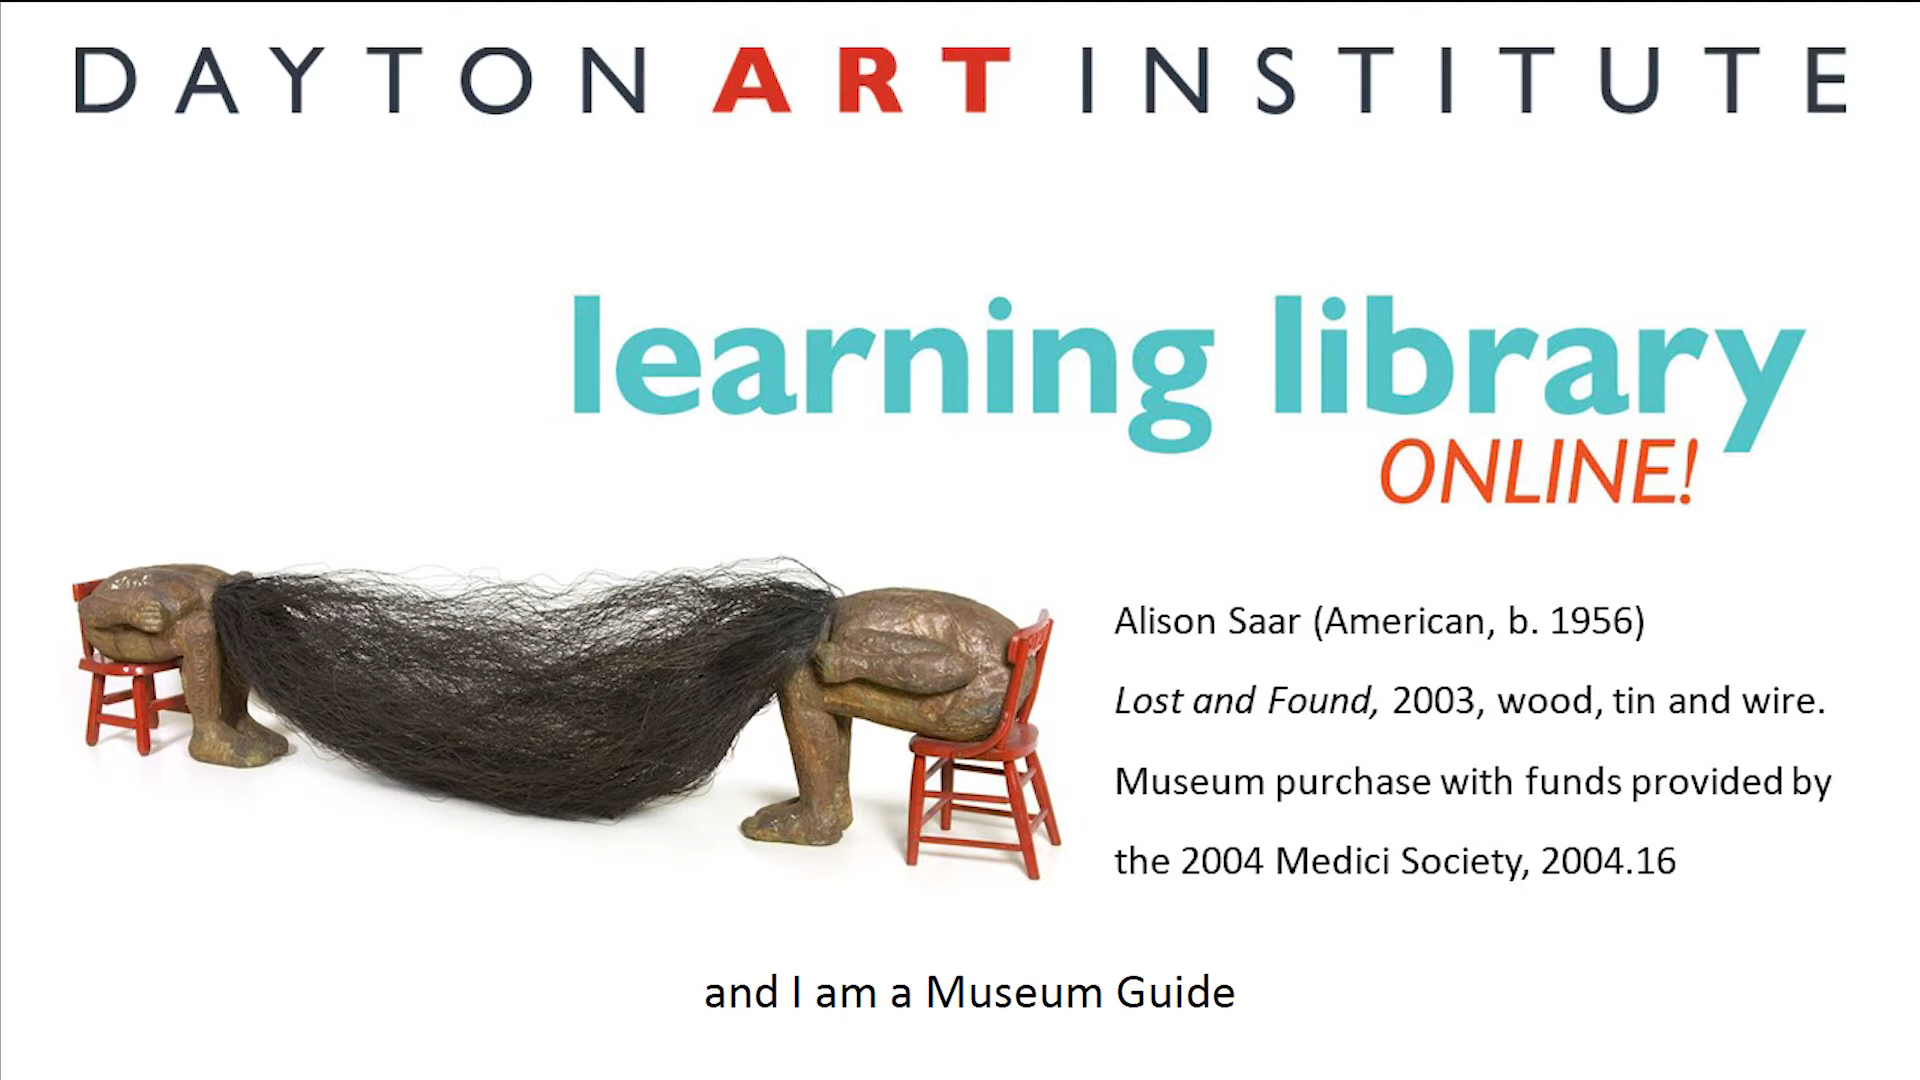 DAYTON ART INSTITUTE
learning library
ONLINE!
Alison Saar (American, b. 1956)
Lost and Found, 2003, wood, tin and wire.
Museum purchase with funds provided by
the 2004 Medici Society, 2004.16
and I am a Museum Guide